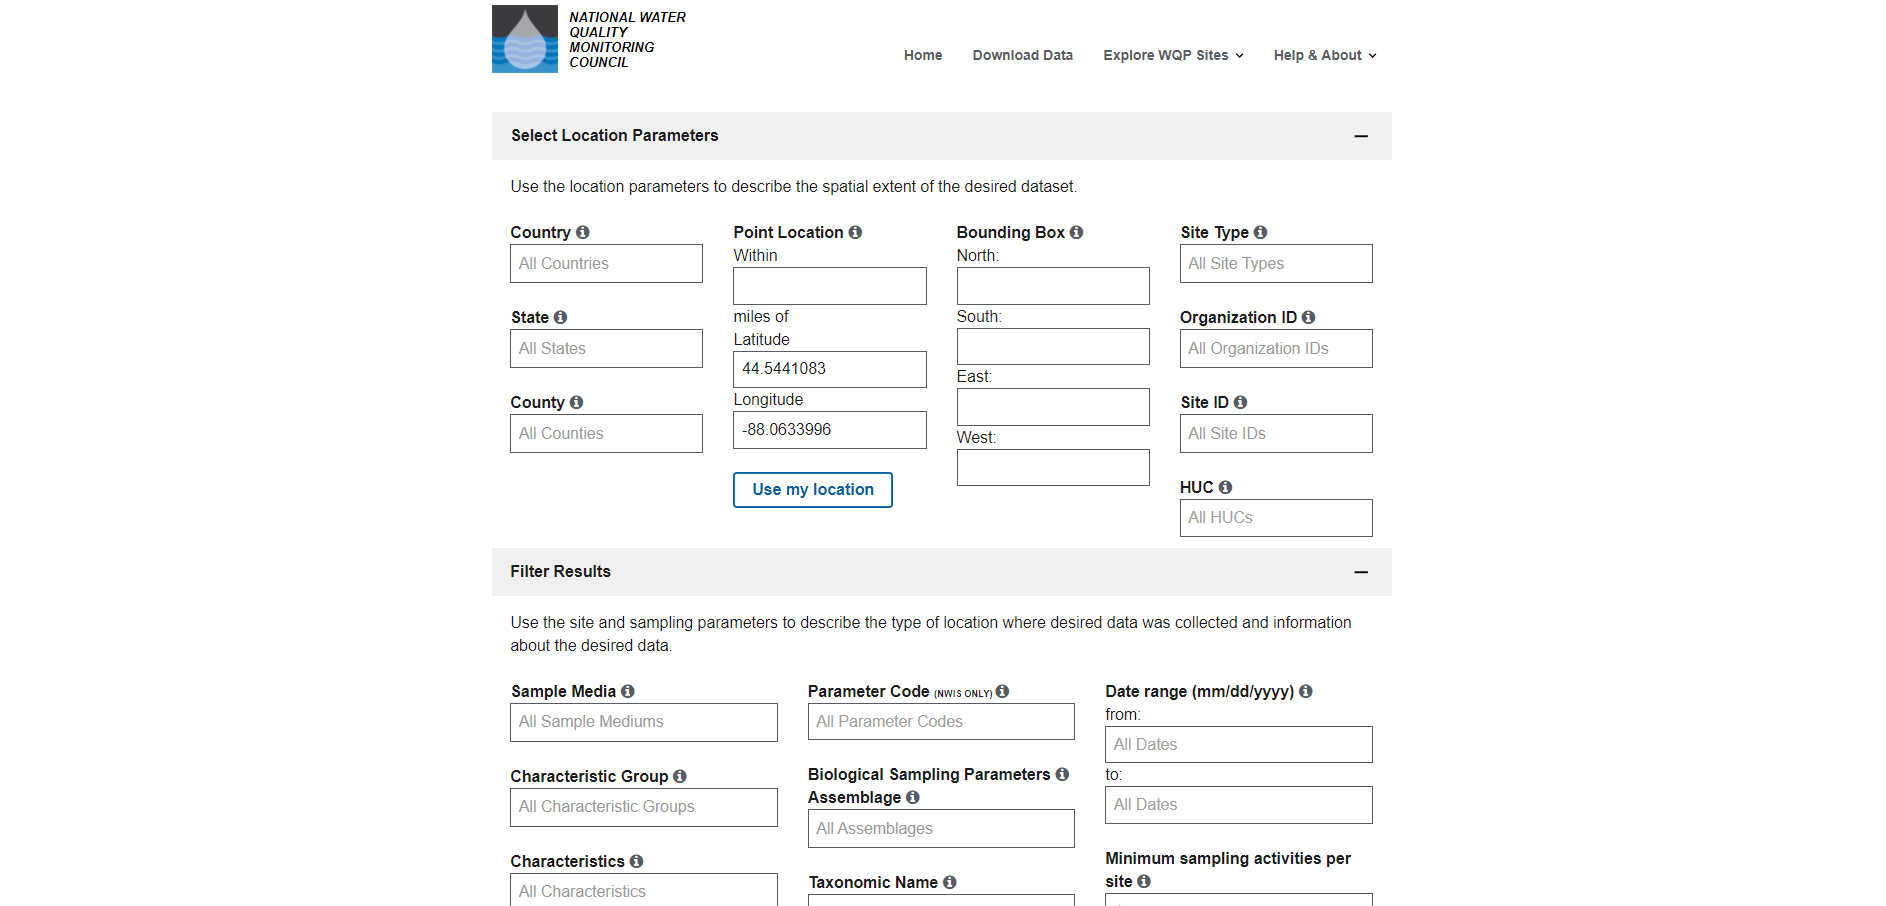 NATIONAL WATER
QUALITY
MONITORING
COUNCIL
Home
Download Data
Explore WQP Sites
Help & About
Select Location Parameters
Use the location parameters to describe the spatial extent of the desired dataset.
Country
All Countries
State
All States
County
All Counties
Point Location
Within
miles of
Latitude
44.5441083
Longitude
-88.0633996
Use my location
Bounding Box
North:
South:
East:
West:
Site Type
All Site Types
Organization ID
All Organization IDs
Site ID
All Site IDs
HUC
All HUCs
Filter Results
Use the site and sampling parameters to describe the type of location where desired data was collected and information
about the desired data.
Sample Media
All Sample Mediums
Characteristic Group
All Characteristic Groups
Characteristics
All Characteristics
Parameter Code (NWIS ONLY)
All Parameter Codes
Biological Sampling Parameters
Assemblage
All Assemblages
Taxonomic Name
Date range (mm/dd/yyyy)
from:
All Dates
to:
All Dates
Minimum sampling activities per
site